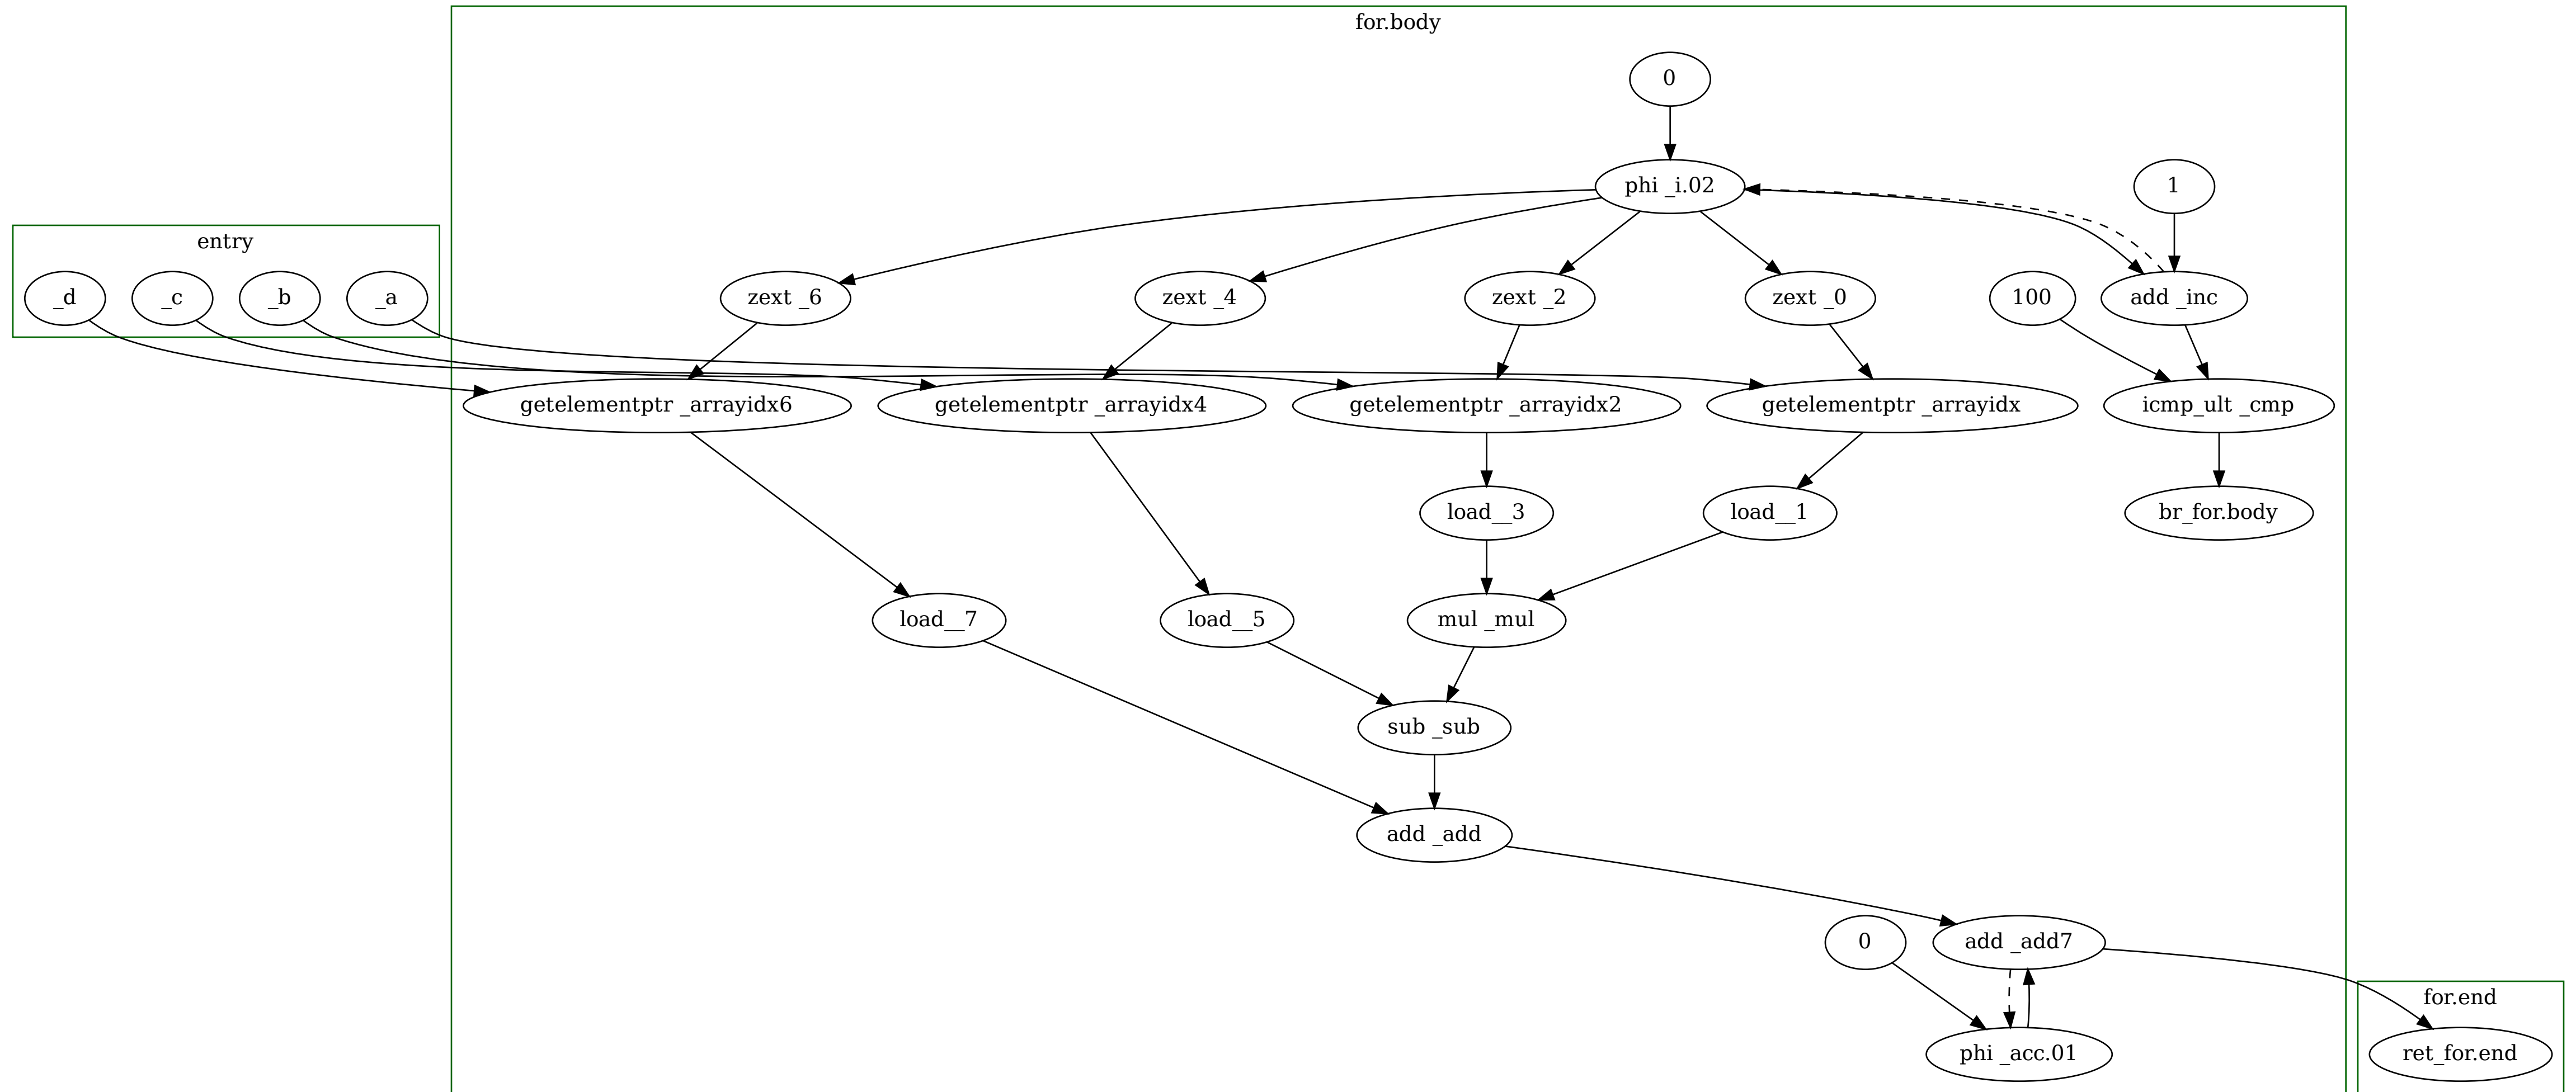 for.body
0
phi _i.02
1
entry
_d
_c
_b
_a
zext _6
zext _4
zext _2
zext _0
100
add _inc
getelementptr _arrayidx6
getelementptr _arrayidx4
getelementptr _arrayidx2
getelementptr _arrayidx
icmp_ult _cmp
load__3
load__1
br_for.body
load__7
load__5
mul _mul
sub _sub
add _add
0
add _add7
for.end
phi _acc.01
ret_for.end